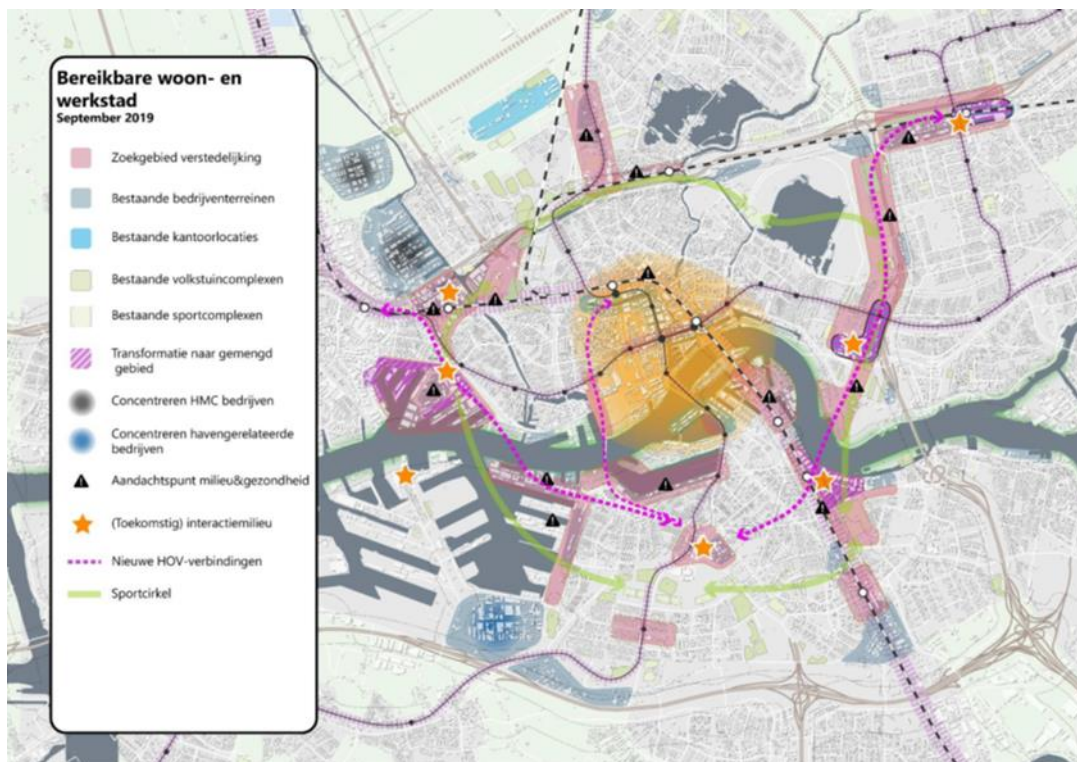 Bereikbare woon- en
werkstad
September 2019
Zoekgebied verstedelijking
Bestaande bedrijventerreinen
Bestaande kantoorlocaties
Bestaande volkstuincomplexen
Bestaande sportcomplexen
Transformatie naar gemengd
gebied
Concentreren HMC bedrijven
Concentreren havengerelateerde
bedrijven
Aandachtspunt milieu&gezondheid
(Toekomstig) interactiemilieu
Nieuwe HOV-verbindingen
Sportcirkel